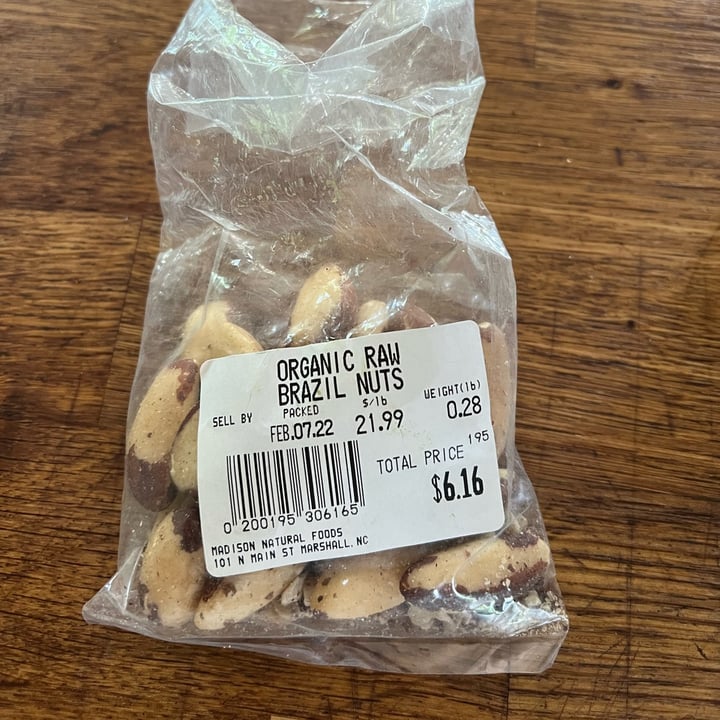 ORGANIC RAW
BRAZIL NUTS
SELL BY PACKED $/lb WEIGHT(lb)
FEB.07.22 21.99 0.28
195
TOTAL PRICE
$6.16
0 200195 306165
MADISON NATURAL FOODS
101 N MAIN ST MARSHALL, NC